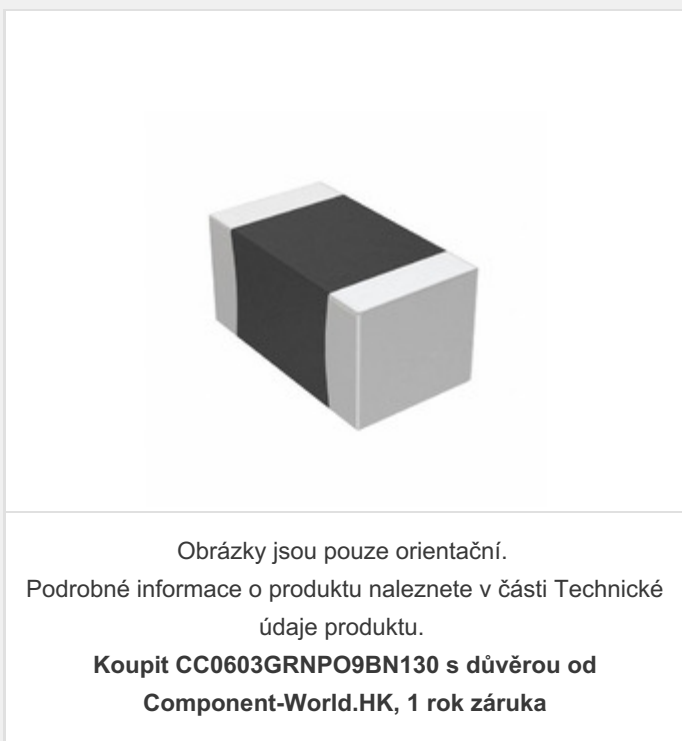 Obrázky jsou pouze orientační.
Podrobné informace o produktu naleznete v části Technické
údaje produktu.
Koupit CC0603GRNPO9BN130 s důvěrou od
Component-World.HK, 1 rok záruka